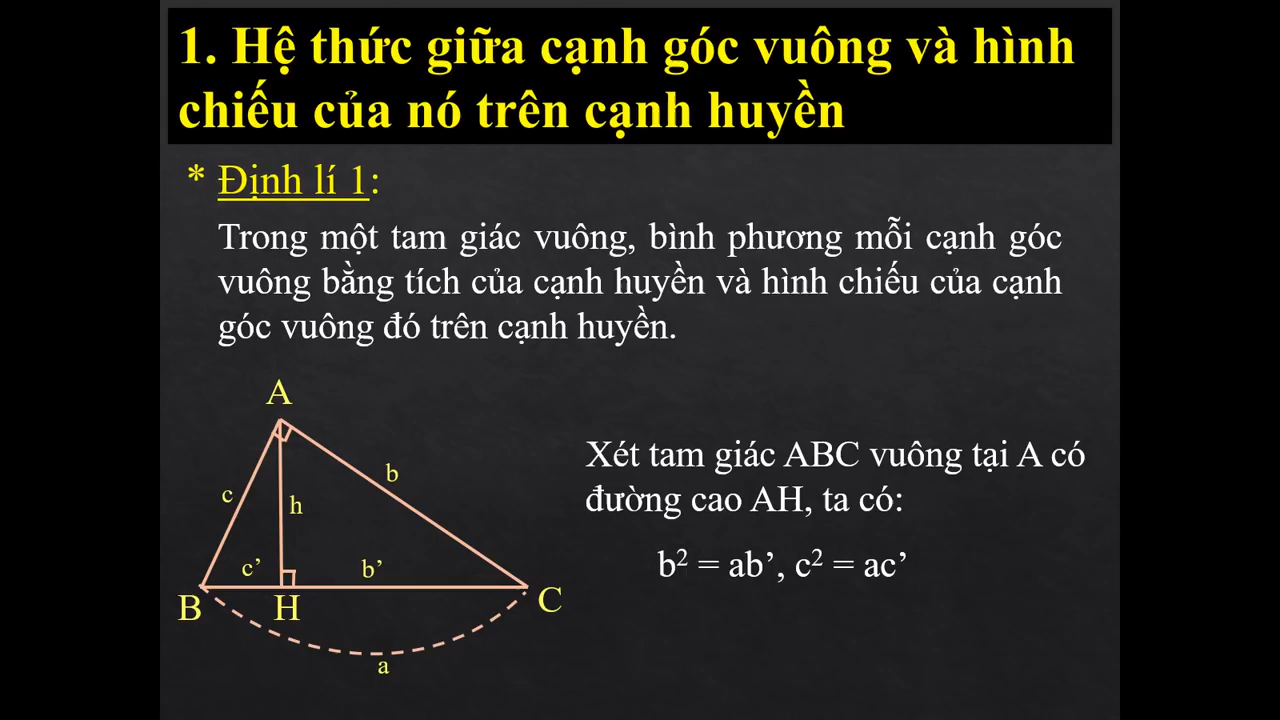 1. Hệ thức giữa cạnh góc vuông và hình
chiếu của nó trên cạnh huyền
* Định lí 1:
Trong một tam giác vuông, bình phương mỗi cạnh góc
vuông bằng tích của cạnh huyền và hình chiếu của cạnh
góc vuông đó trên cạnh huyền.
A
c
h
b
c’
b’
B
H
C
a
Xét tam giác ABC vuông tại A có
đường cao AH, ta có:
b² = ab’, c² = ac’